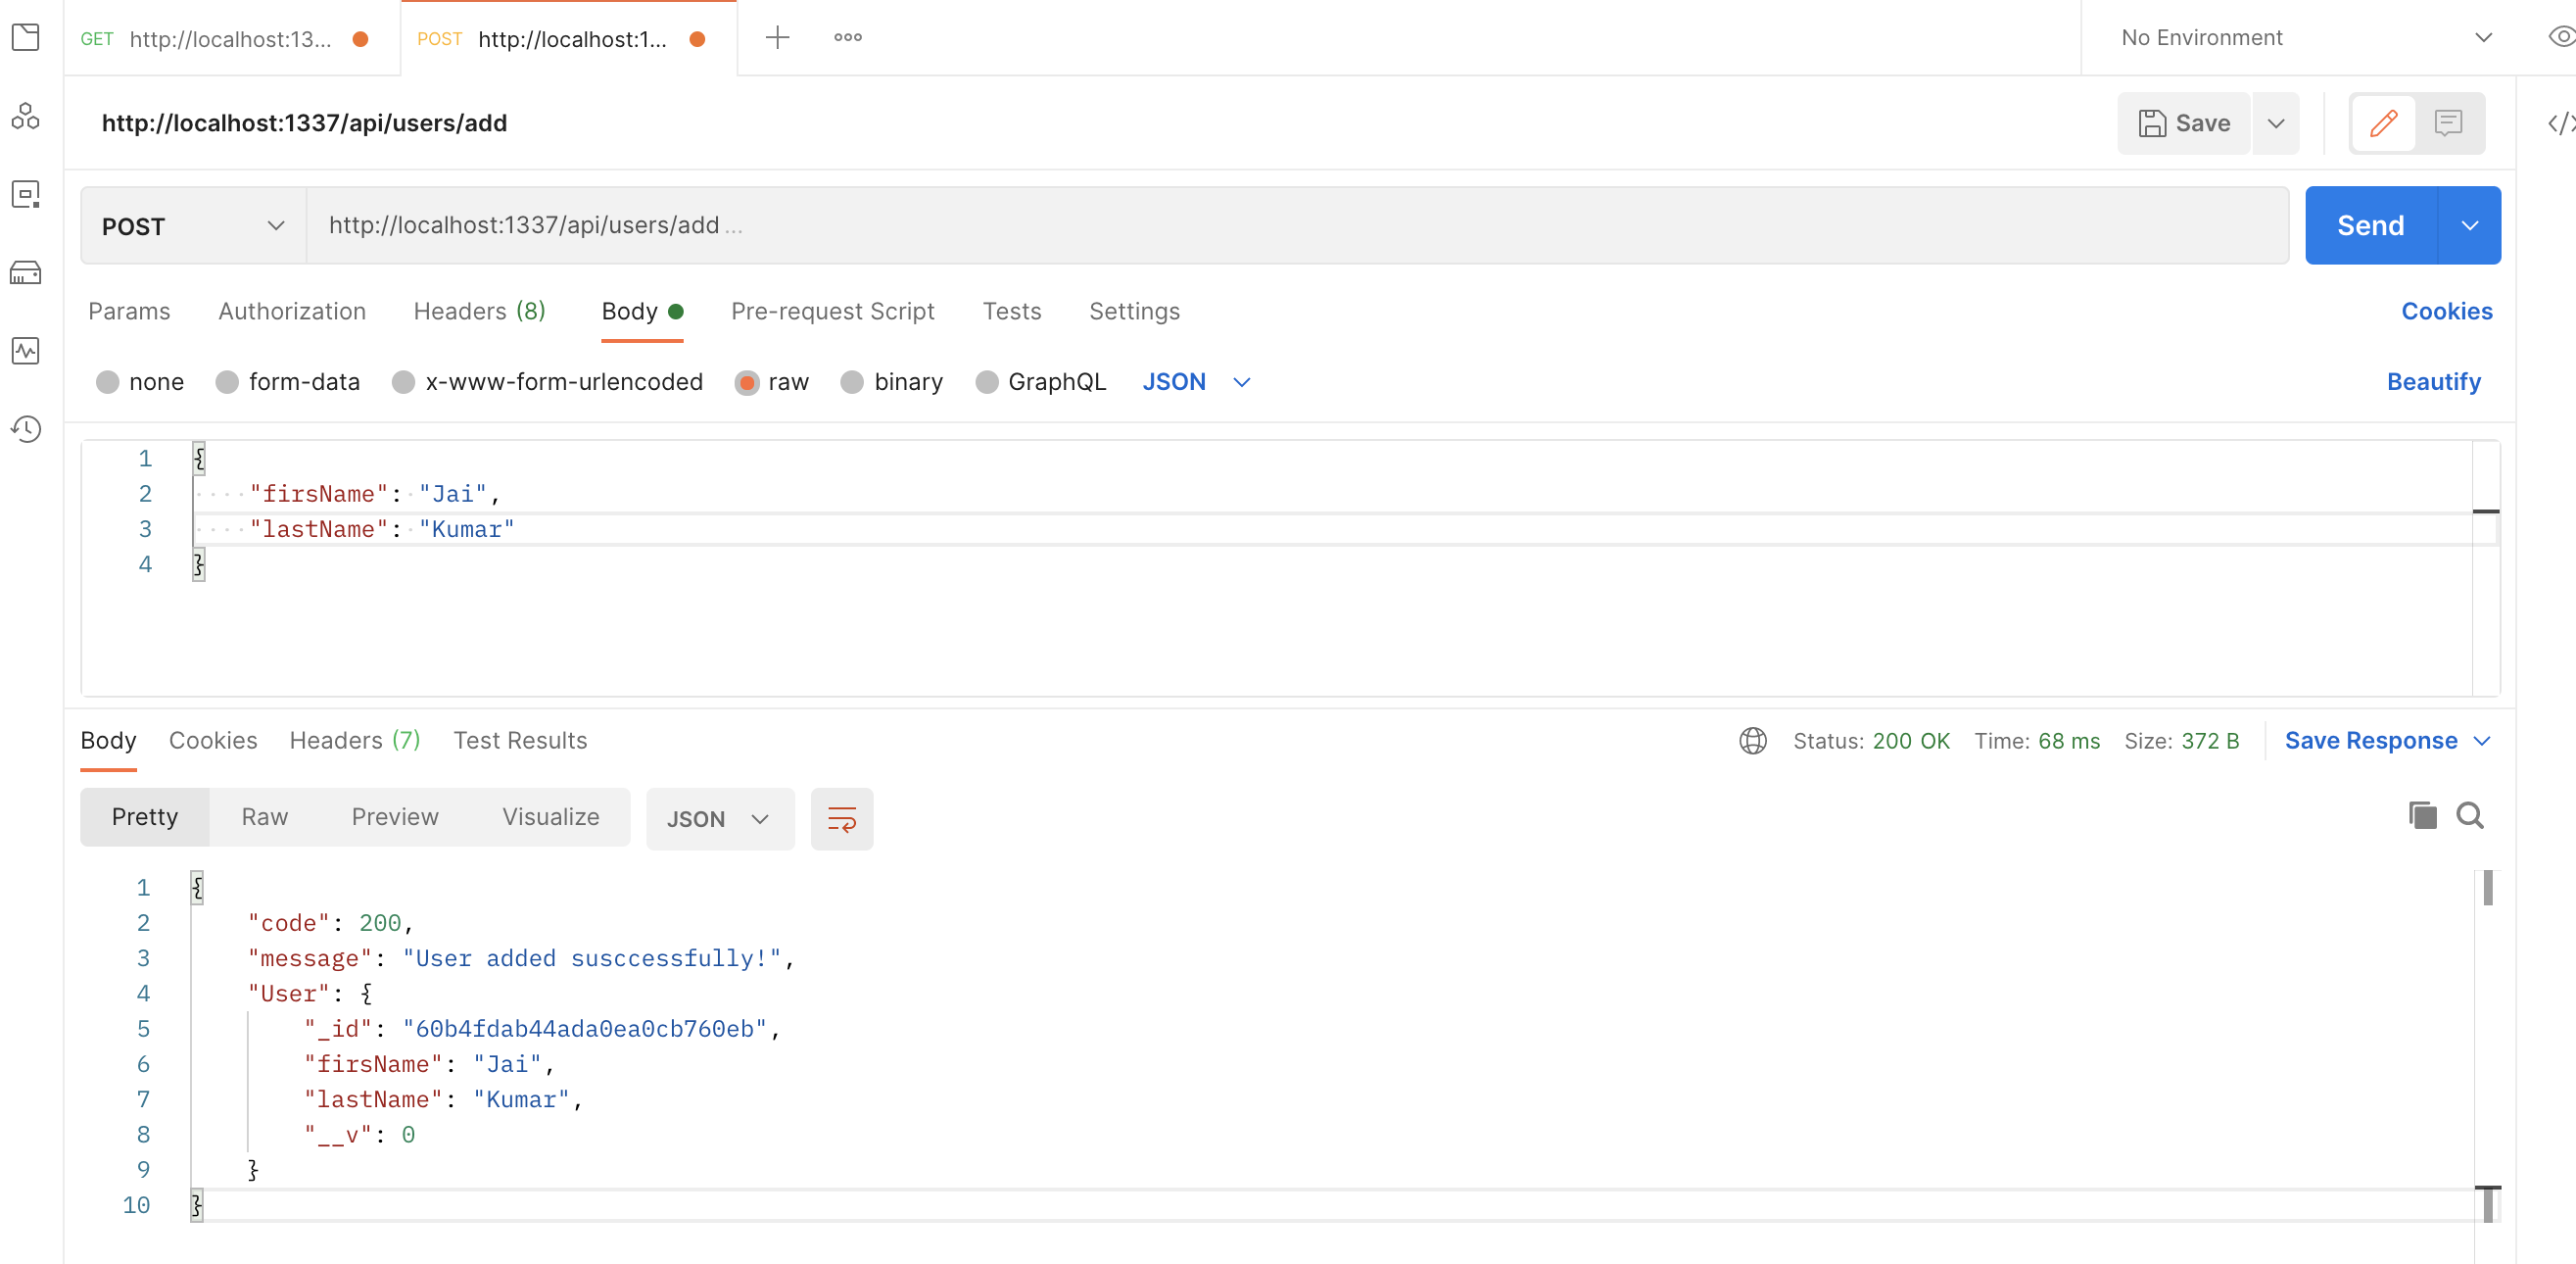 GET http://localhost:13... POST http://localhost:1... No Environment
http://localhost:1337/api/users/add Save
POST http://localhost:1337/api/users/add ... Send
Params Authorization Headers (8) Body Pre-request Script Tests Settings Cookies
none form-data x-www-form-urlencoded raw binary GraphQL JSON Beautify
1 {
2 "firsName": "Jai",
3 "lastName": "Kumar"
4 }
Body Cookies Headers (7) Test Results Status: 200 OK Time: 68 ms Size: 372 B Save Response
Pretty Raw Preview Visualize JSON
1 {
2 "code": 200,
3 "message": "User added susccessfully!",
4 "User": {
5 "_id": "60b4fdab44ada0ea0cb760eb",
6 "firsName": "Jai",
7 "lastName": "Kumar",
8 "__v": 0
9 }
10 }